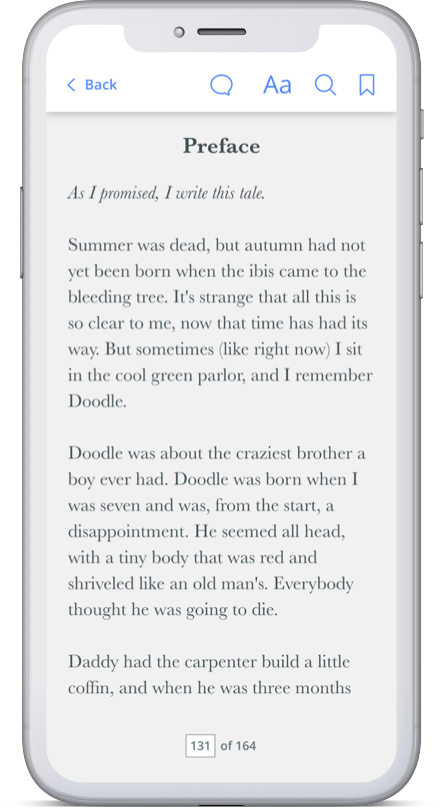 Back
Aa
Preface
As I promised, I write this tale.
Summer was dead, but autumn had not
yet been born when the ibis came to the
bleeding tree. It's strange that all this is
so clear to me, now that time has had its
way. But sometimes (like right now) I sit
in the cool green parlor, and I remember
Doodle.
Doodle was about the craziest brother a
boy ever had. Doodle was born when I
was seven and was, from the start, a
disappointment. He seemed all head,
with a tiny body that was red and
shriveled like an old man's. Everybody
thought he was going to die.
Daddy had the carpenter build a little
coffin, and when he was three months
131 of 164